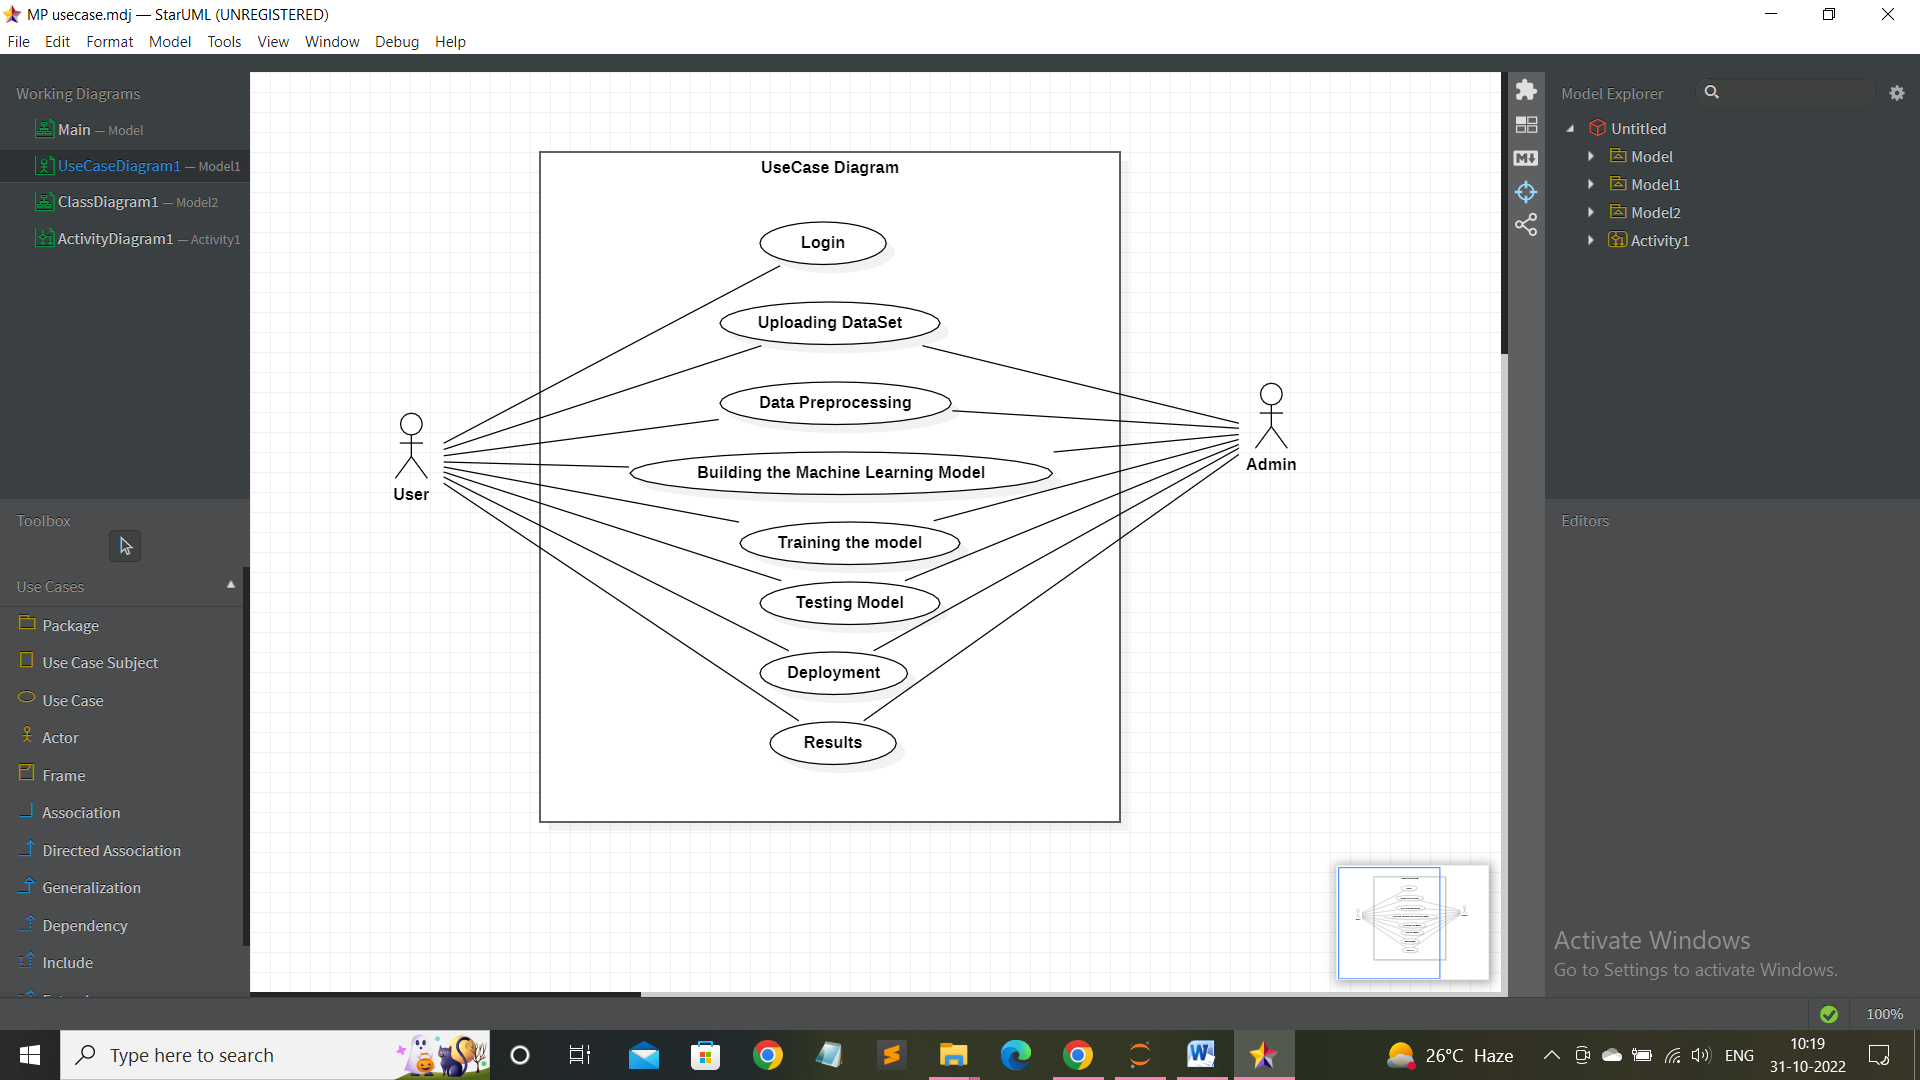 MP usecase.mdj — StarUML (UNREGISTERED)
File Edit Format Model Tools View Window Debug Help
Working Diagrams
Main — Model
UseCaseDiagram1 — Model1
ClassDiagram1 — Model2
ActivityDiagram1 — Activity1
Toolbox
Use Cases
Package
Use Case Subject
Use Case
Actor
Frame
Association
Directed Association
Generalization
Dependency
Include
UseCase Diagram
Login
Uploading DataSet
Data Preprocessing
Building the Machine Learning Model
Training the model
Testing Model
Deployment
Results
User
Admin
Model Explorer
Untitled
Model
Model1
Model2
Activity1
Editors
Activate Windows
Go to Settings to activate Windows.
100%
Type here to search
26°C Haze
ENG
10:19
31-10-2022